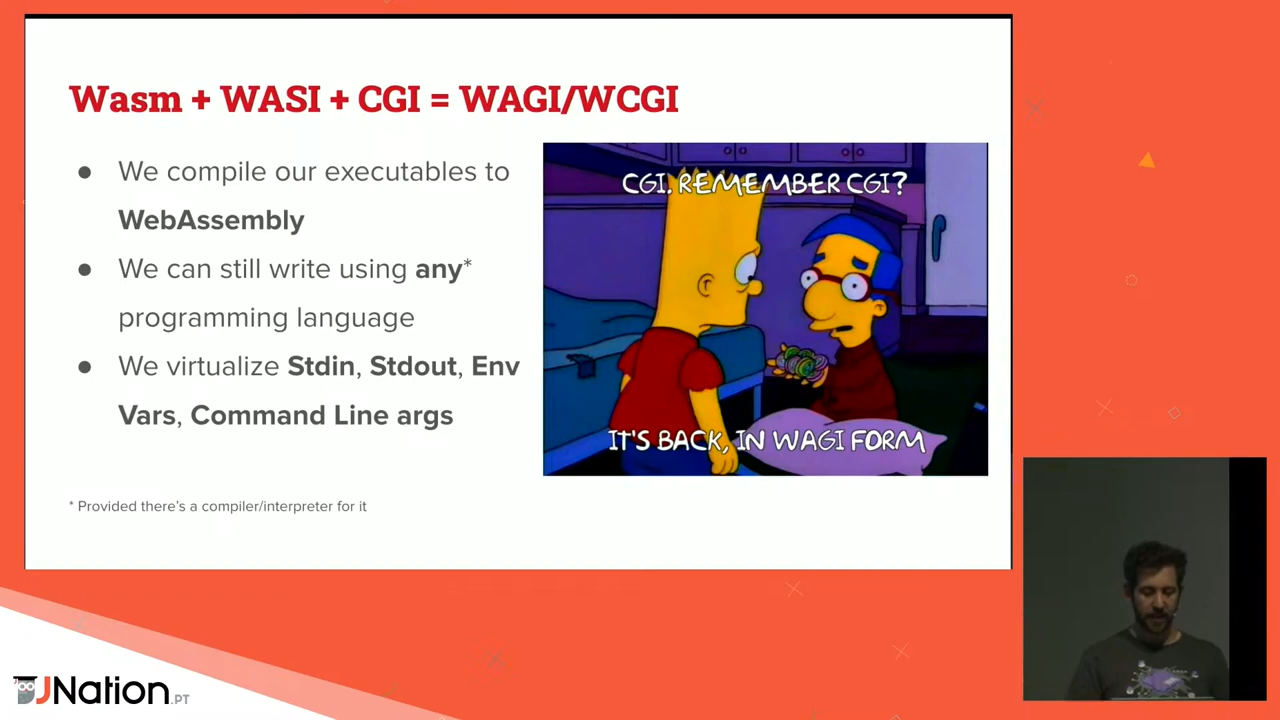 Wasm + WASI + CGI = WAGI/WCGI
● We compile our executables to
WebAssembly
● We can still write using any*
programming language
● We virtualize Stdin, Stdout, Env
Vars, Command Line args
* Provided there's a compiler/interpreter for it
CGI. REMEMBER CGI?
IT'S BACK, IN WAGI FORM
JNation.PT